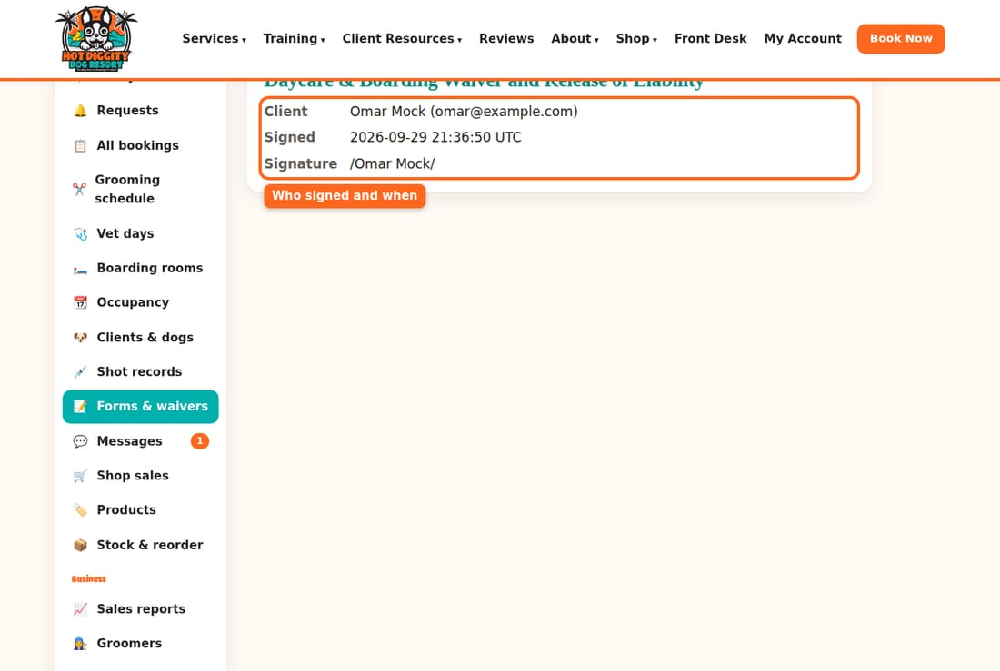 HOT DIGGITY
DOG RESORT
Services ▾
Training ▾
Client Resources ▾
Reviews
About ▾
Shop ▾
Front Desk
My Account
Book Now
Requests
All bookings
Grooming
schedule
Vet days
Boarding rooms
Occupancy
Clients & dogs
Shot records
Forms & waivers
Messages 1
Shop sales
Products
Stock & reorder
Business
Sales reports
Groomers
Daycare & Boarding Waiver and Release of Liability
Client Omar Mock (omar@example.com)
Signed 2026-09-29 21:36:50 UTC
Signature /Omar Mock/
Who signed and when